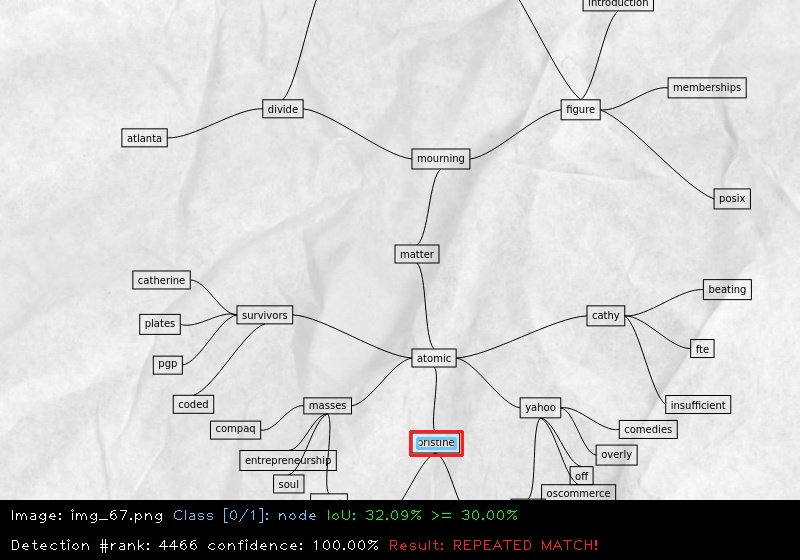 introduction
memberships
divide
figure
atlanta
mourning
posix
matter
catherine
beating
plates
survivors
cathy
pgp
atomic
fte
coded
masses
yahoo
insufficient
compaq
comedies
pristine
entrepreneurship
overly
soul
off
oscommerce
Image: img_67.png Class [0/1]: node IoU: 32.09% >= 30.00%
Detection #rank: 4466 confidence: 100.00% Result: REPEATED MATCH!